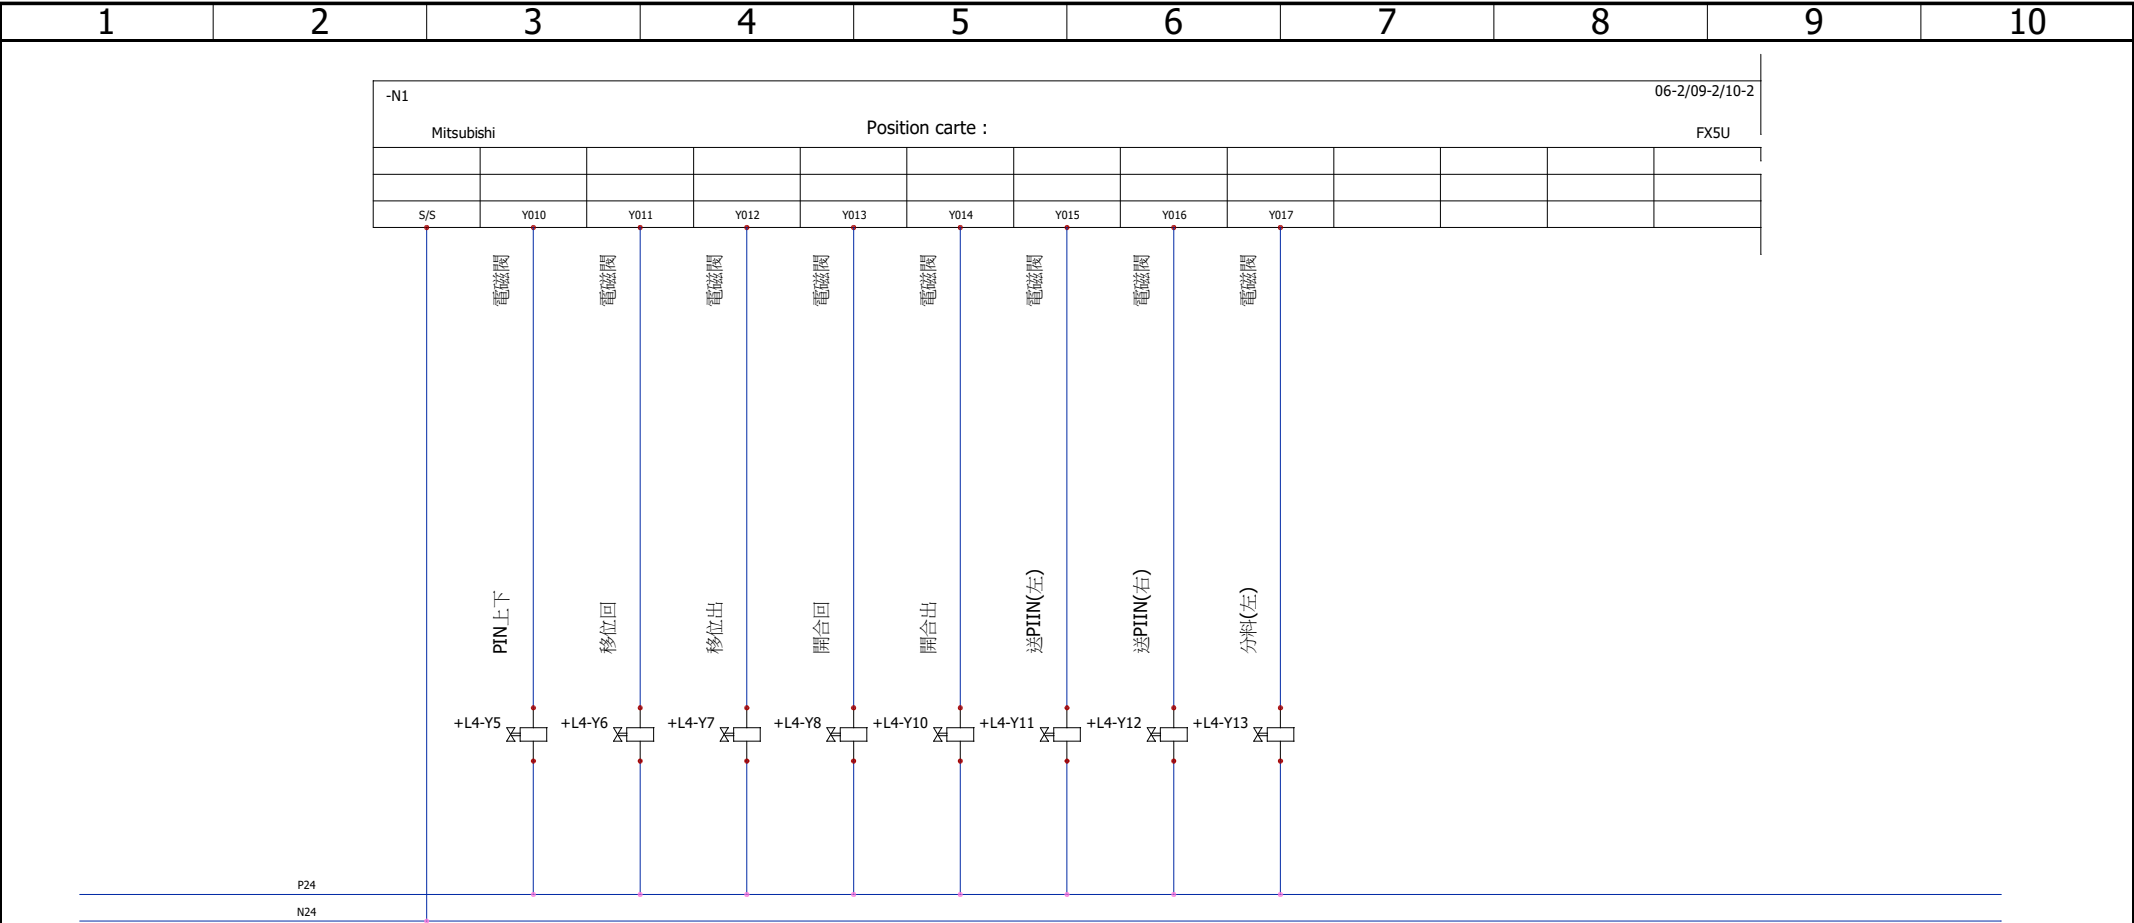 1 2 3 4 5 6 7 8 9 10
-N1 06-2/09-2/10-2
Mitsubishi Position carte : FX5U
S/S Y010 Y011 Y012 Y013 Y014 Y015 Y016 Y017
電磁閥 電磁閥 電磁閥 電磁閥 電磁閥 電磁閥 電磁閥 電磁閥
PIN上下 移位回 移位出 開合回 開合出 送PIIN(左) 送PIIN(右) 分料(左)
+L4-Y5 +L4-Y6 +L4-Y7 +L4-Y8 +L4-Y10 +L4-Y11 +L4-Y12 +L4-Y13
P24
N24